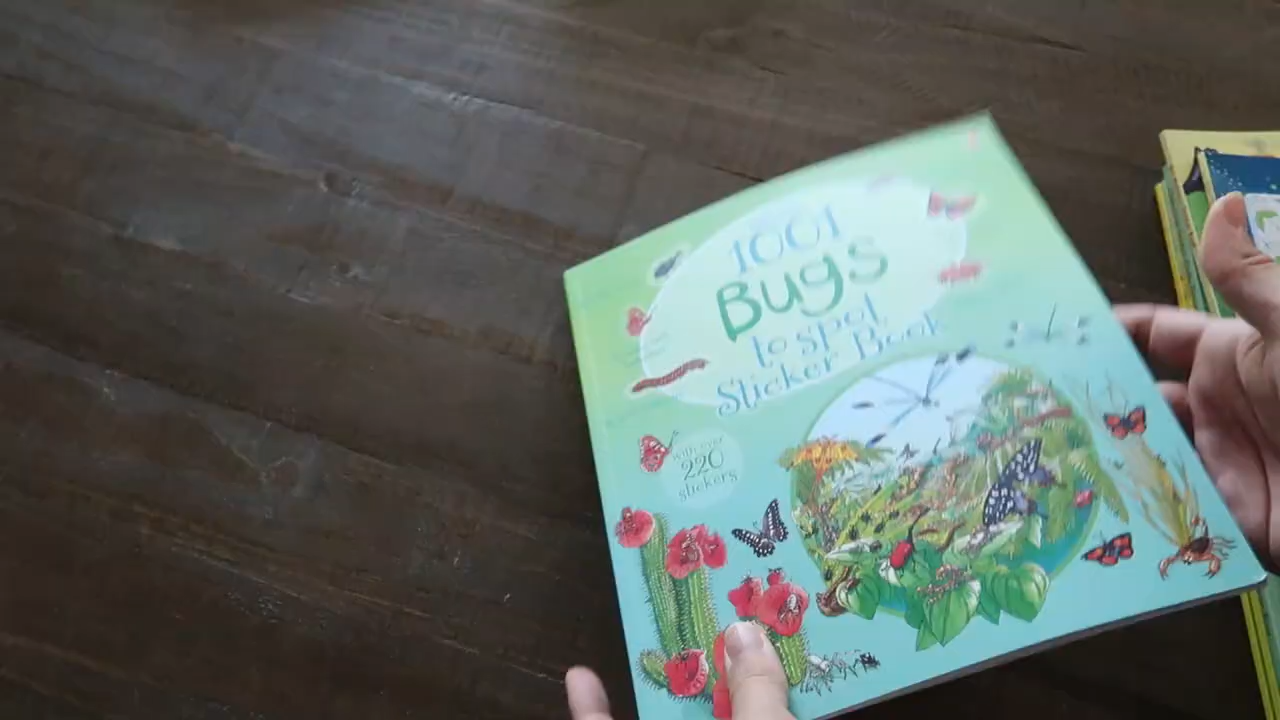 1001
Bugs
to spot
Sticker Book
with over
220
stickers